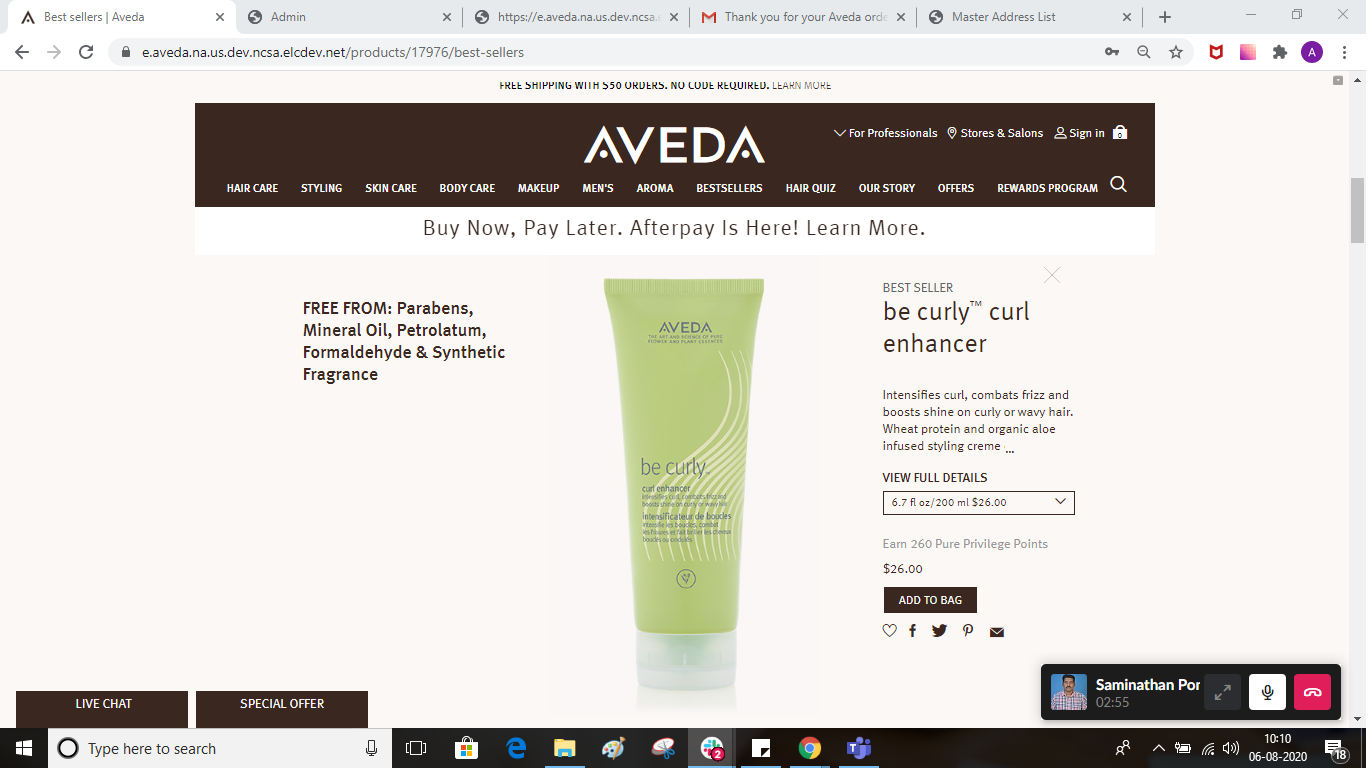 Best sellers | Aveda
Admin
https://e.aveda.na.us.dev.ncsa.
Thank you for your Aveda orde
Master Address List
e.aveda.na.us.dev.ncsa.elcdev.net/products/17976/best-sellers
A
FREE SHIPPING WITH $50 ORDERS. NO CODE REQUIRED. LEARN MORE
AVEDA
For Professionals
Stores & Salons
Sign in
0
HAIR CARE STYLING SKIN CARE BODY CARE MAKEUP MEN'S AROMA BESTSELLERS HAIR QUIZ OUR STORY OFFERS REWARDS PROGRAM
Buy Now, Pay Later. Afterpay Is Here! Learn More.
FREE FROM: Parabens,
Mineral Oil, Petrolatum,
Formaldehyde & Synthetic
Fragrance
AVEDA
THE ART AND SCIENCE OF PURE
FLOWER AND PLANT ESSENCES
be curly™
curl enhancer
intensifies curl, combats frizz and
boosts shine on curly or wavy hair
intensificateur de boucles
intensifie les boucles, combat
les frisures et fait briller les cheveux
bouclés ou ondulés
BEST SELLER
be curly™ curl
enhancer
Intensifies curl, combats frizz and
boosts shine on curly or wavy hair.
Wheat protein and organic aloe
infused styling creme ...
VIEW FULL DETAILS
6.7 fl oz/200 ml $26.00
Earn 260 Pure Privilege Points
$26.00
ADD TO BAG
LIVE CHAT
SPECIAL OFFER
Saminathan Por
02:55
Type here to search
2
10:10
06-08-2020
18